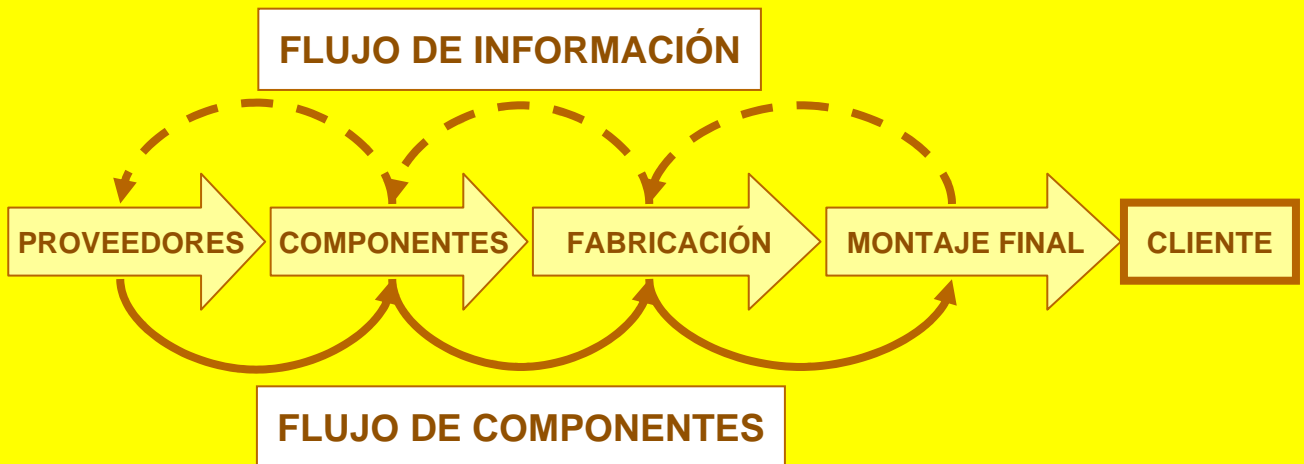 FLUJO DE INFORMACIÓN
PROVEEDORES
COMPONENTES
FABRICACIÓN
MONTAJE FINAL
CLIENTE
FLUJO DE COMPONENTES